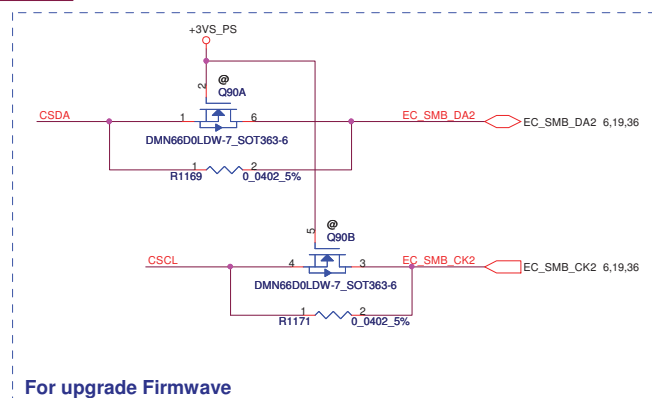 +3VS_PS
@
Q90A
2
CSDA
1
6
EC_SMB_DA2
EC_SMB_DA2 6,19,36
DMN66D0LDW-7_SOT363-6
1
2
R1169
0_0402_5%
@
Q90B
5
CSCL
4
3
EC_SMB_CK2
EC_SMB_CK2 6,19,36
DMN66D0LDW-7_SOT363-6
1
2
R1171
0_0402_5%
For upgrade Firmwave